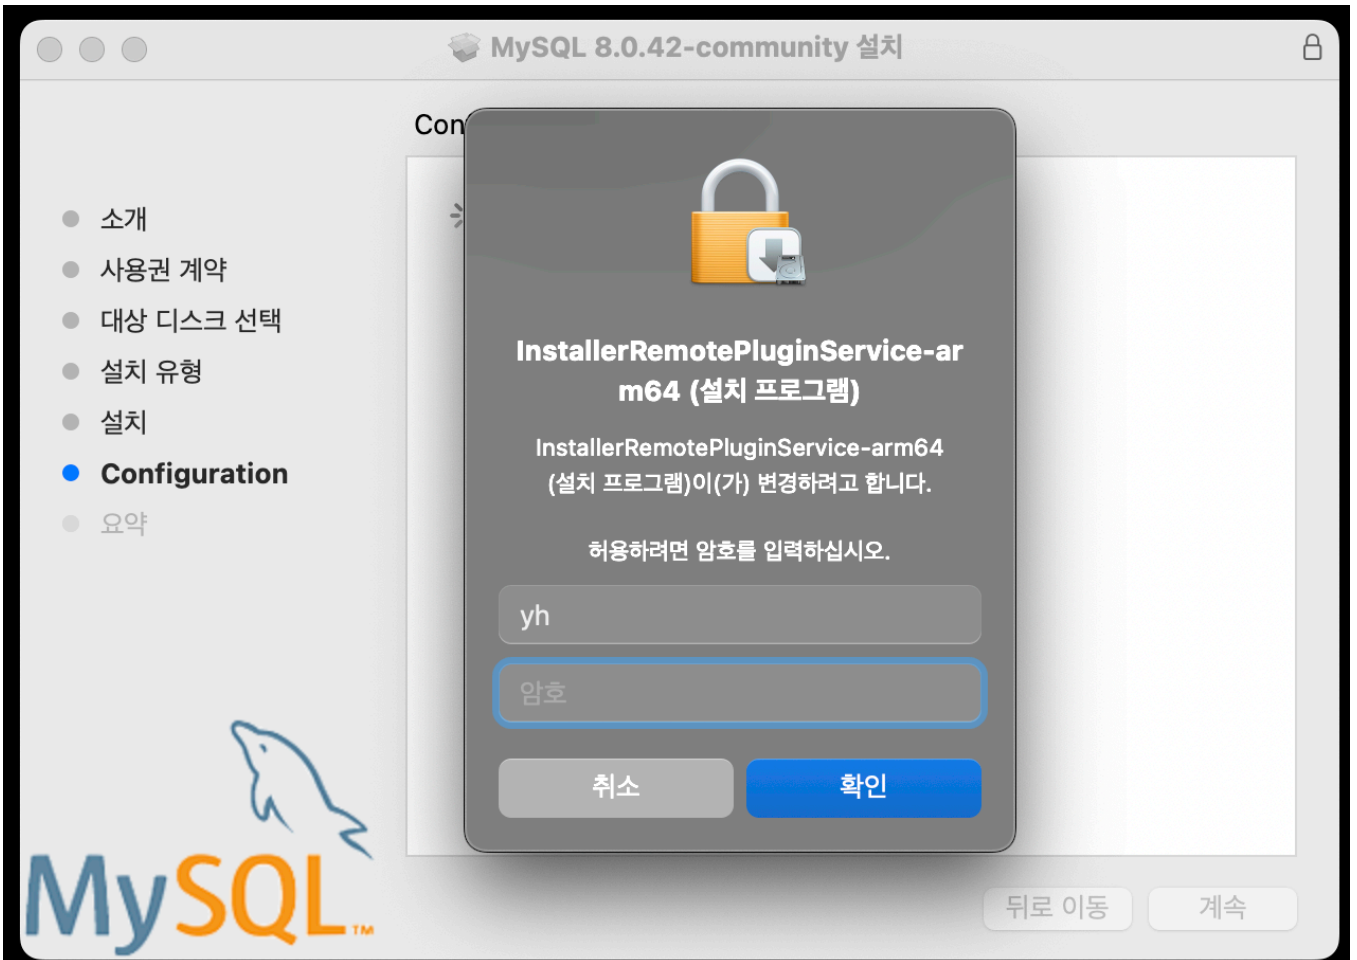 MySQL 8.0.42-community 설치
Con
소개
사용권 계약
대상 디스크 선택
설치 유형
설치
Configuration
요약
InstallerRemotePluginService-ar
m64 (설치 프로그램)
InstallerRemotePluginService-arm64
(설치 프로그램)이(가) 변경하려고 합니다.
허용하려면 암호를 입력하십시오.
yh
암호
취소
확인
MySQL™
뒤로 이동
계속